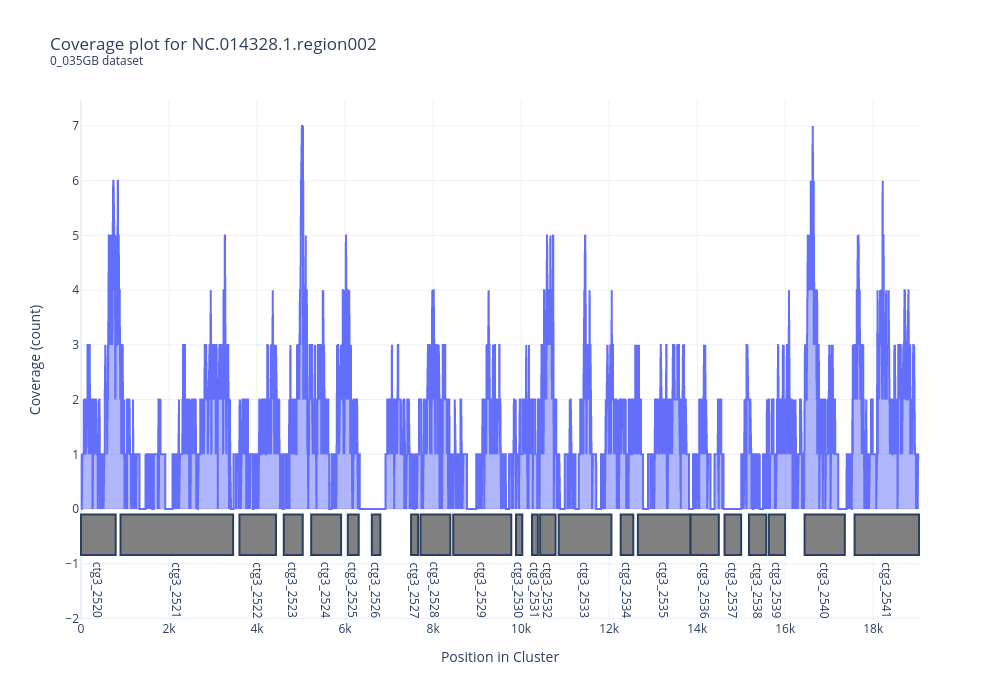 Coverage plot for NC.014328.1.region002
0_035GB dataset
7
6
5
4
3
2
1
0
−1
−2
Coverage (count)
ctg3_2520
ctg3_2521
ctg3_2522
ctg3_2523
ctg3_2524
ctg3_2525
ctg3_2526
ctg3_2527
ctg3_2528
ctg3_2529
ctg3_2530
ctg3_2531
ctg3_2532
ctg3_2533
ctg3_2534
ctg3_2535
ctg3_2536
ctg3_2537
ctg3_2538
ctg3_2539
ctg3_2540
ctg3_2541
0 2k 4k 6k 8k 10k 12k 14k 16k 18k
Position in Cluster